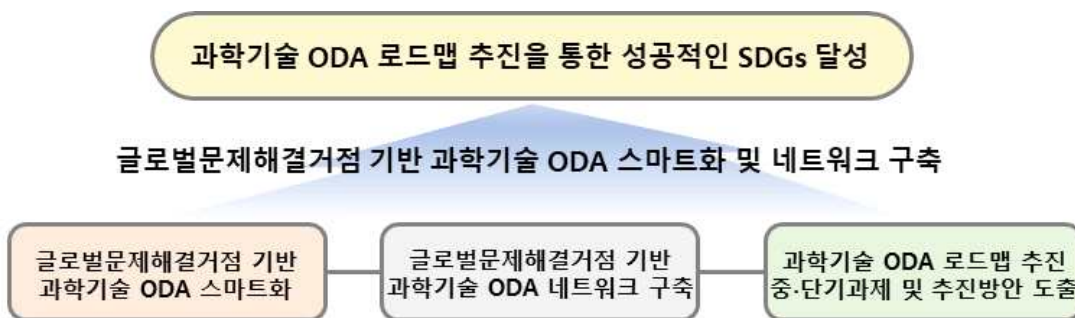 과학기술 ODA 로드맵 추진을 통한 성공적인 SDGs 달성
글로벌문제해결거점 기반 과학기술 ODA 스마트화 및 네트워크 구축
글로벌문제해결거점 기반
과학기술 ODA 스마트화
글로벌문제해결거점 기반
과학기술 ODA 네트워크 구축
과학기술 ODA 로드맵 추진
중·단기과제 및 추진방안 도출